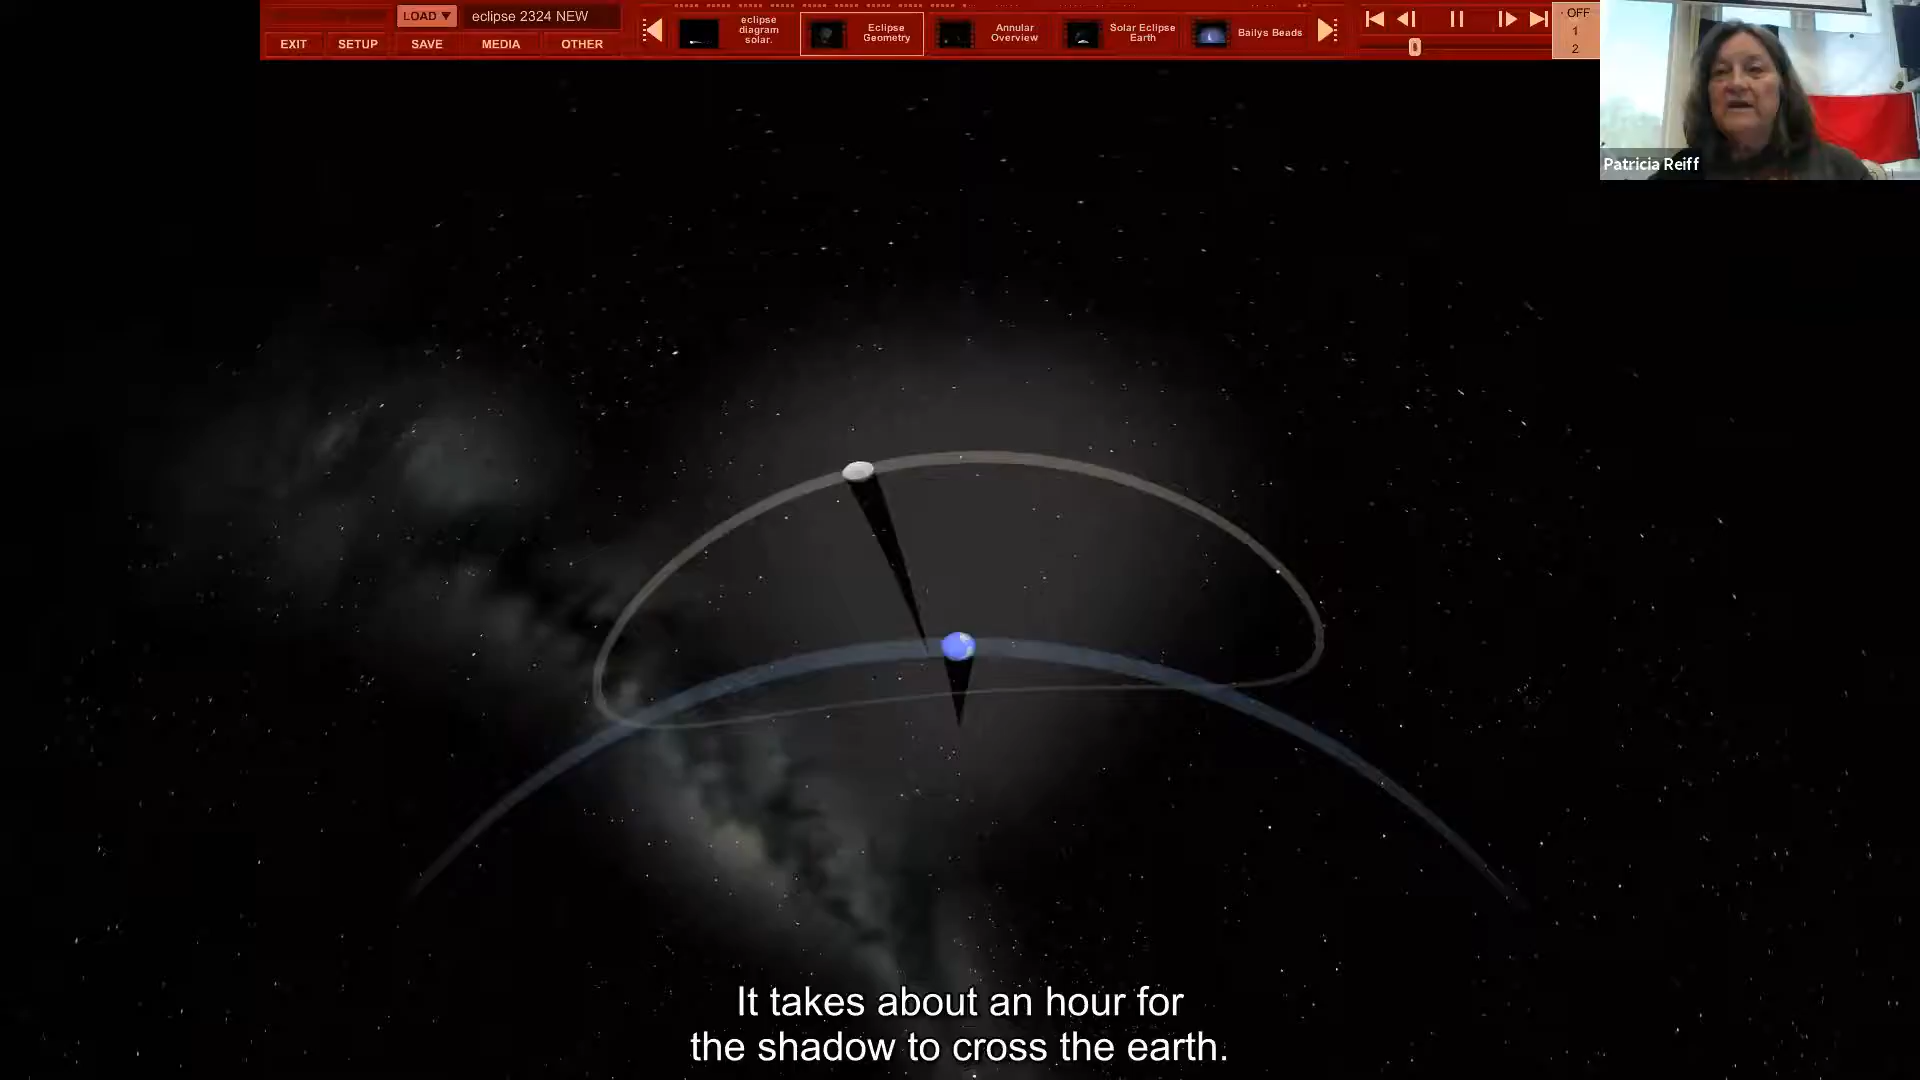 LOAD ▼
eclipse 2324 NEW
EXIT
SETUP
SAVE
MEDIA
OTHER
eclipse
diagram
solar.
Eclipse
Geometry
Annular
Overview
Solar Eclipse
Earth
Bailys Beads
OFF
1
2
Patricia Reiff
It takes about an hour for
the shadow to cross the earth.